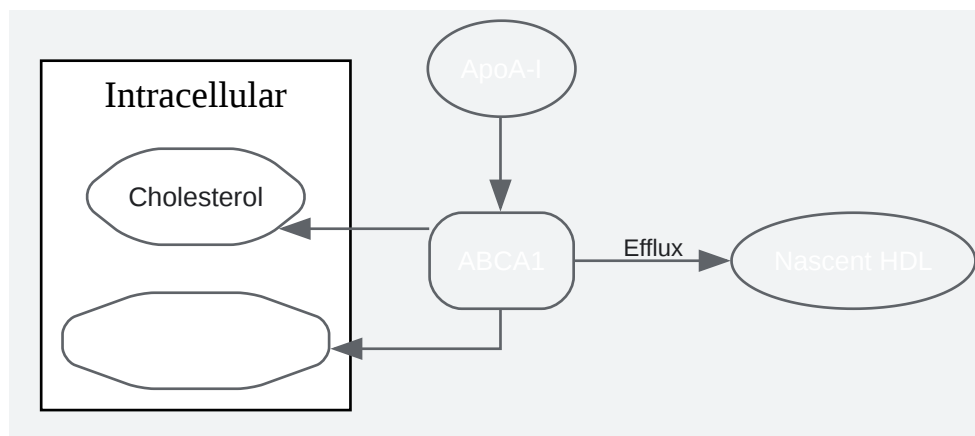 ApoA-I
Intracellular
Cholesterol
ABCA1
Efflux
Nascent HDL